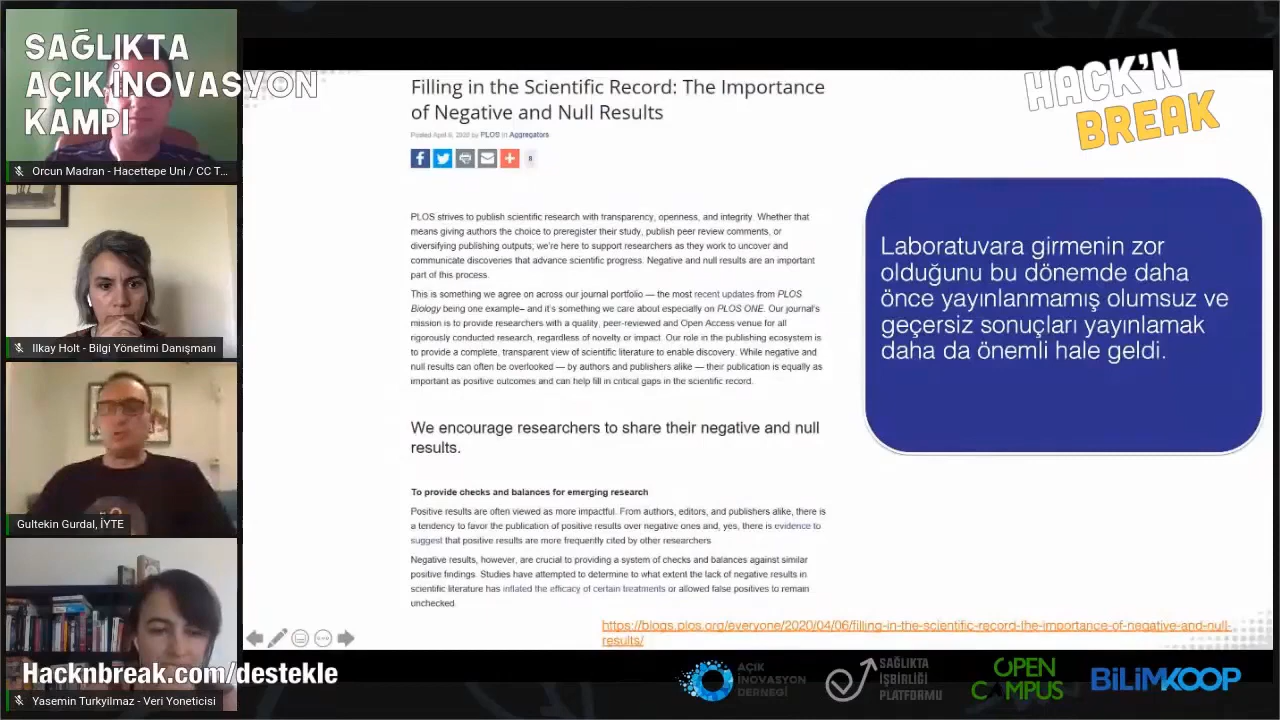 SAĞLIKTA
AÇIK İNOVASYON
KAMPI
Orcun Madran - Hacettepe Uni / CC T...
Ilkay Holt - Bilgi Yönetimi Danışmanı
Gultekin Gurdal, İYTE
Yasemin Turkyilmaz - Veri Yoneticisi
Hacknbreak.com/destekle
Filling in the Scientific Record: The Importance
of Negative and Null Results
Posted April 6, 2020 by PLOS in Aggregators
8
PLOS strives to publish scientific research with transparency, openness, and integrity. Whether that
means giving authors the choice to preregister their study, publish peer review comments, or
diversifying publishing outputs; we're here to support researchers as they work to uncover and
communicate discoveries that advance scientific progress. Negative and null results are an important
part of this process.
This is something we agree on across our journal portfolio — the most recent updates from PLOS
Biology being one example– and it's something we care about especially on PLOS ONE. Our journal's
mission is to provide researchers with a quality, peer-reviewed and Open Access venue for all
rigorously conducted research, regardless of novelty or impact. Our role in the publishing ecosystem is
to provide a complete, transparent view of scientific literature to enable discovery. While negative and
null results can often be overlooked — by authors and publishers alike — their publication is equally as
important as positive outcomes and can help fill in critical gaps in the scientific record.
We encourage researchers to share their negative and null
results.
To provide checks and balances for emerging research
Positive results are often viewed as more impactful. From authors, editors, and publishers alike, there is
a tendency to favor the publication of positive results over negative ones and, yes, there is evidence to
suggest that positive results are more frequently cited by other researchers.
Negative results, however, are crucial to providing a system of checks and balances against similar
positive findings. Studies have attempted to determine to what extent the lack of negative results in
scientific literature has inflated the efficacy of certain treatments or allowed false positives to remain
unchecked.
https://blogs.plos.org/everyone/2020/04/06/filling-in-the-scientific-record-the-importance-of-negative-and-null-
results/
HACK'N
BREAK
Laboratuvara girmenin zor
olduğunu bu dönemde daha
önce yayınlanmamış olumsuz ve
geçersiz sonuçları yayınlamak
daha da önemli hale geldi.
AÇIK
İNOVASYON
DERNEĞİ
SAĞLIKTA
İŞBİRLİĞİ
PLATFORMU
OPEN
CAMPUS
BİLİMKOOP